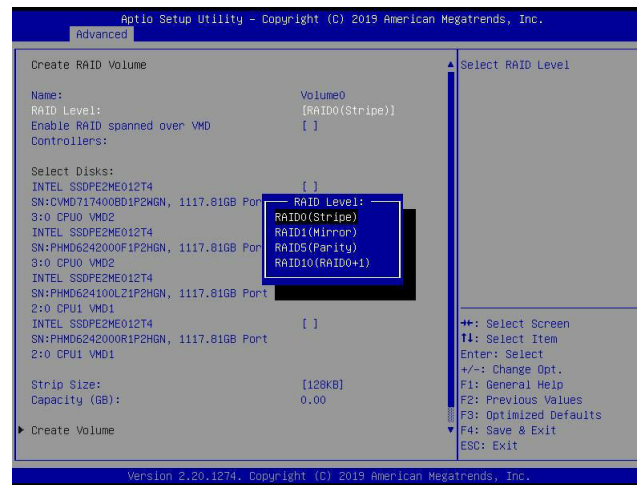 Aptio Setup Utility – Copyright (C) 2019 American Megatrends, Inc.
Advanced
Create RAID Volume
Select RAID Level
Name: Volume0
RAID Level: [RAID0(Stripe)]
Enable RAID spanned over VMD [ ]
Controllers:
Select Disks:
INTEL SSDPE2ME012T4 [ ]
SN:CVMD717400BD1P2WGN, 1117.81GB Por
3:0 CPU0 VMD2
INTEL SSDPE2ME012T4
SN:PHMD6242000F1P2HGN, 1117.81GB Por
3:0 CPU0 VMD2
INTEL SSDPE2ME012T4
SN:PHMD624100LZ1P2HGN, 1117.81GB Port
2:0 CPU1 VMD1
INTEL SSDPE2ME012T4 [ ]
SN:PHMD6242000R1P2HGN, 1117.81GB Port
2:0 CPU1 VMD1
Strip Size: [128KB]
Capacity (GB): 0.00
Create Volume
RAID Level:
RAID0(Stripe)
RAID1(Mirror)
RAID5(Parity)
RAID10(RAID0+1)
→←: Select Screen
↑↓: Select Item
Enter: Select
+/-: Change Opt.
F1: General Help
F2: Previous Values
F3: Optimized Defaults
F4: Save & Exit
ESC: Exit
Version 2.20.1274. Copyright (C) 2019 American Megatrends, Inc.